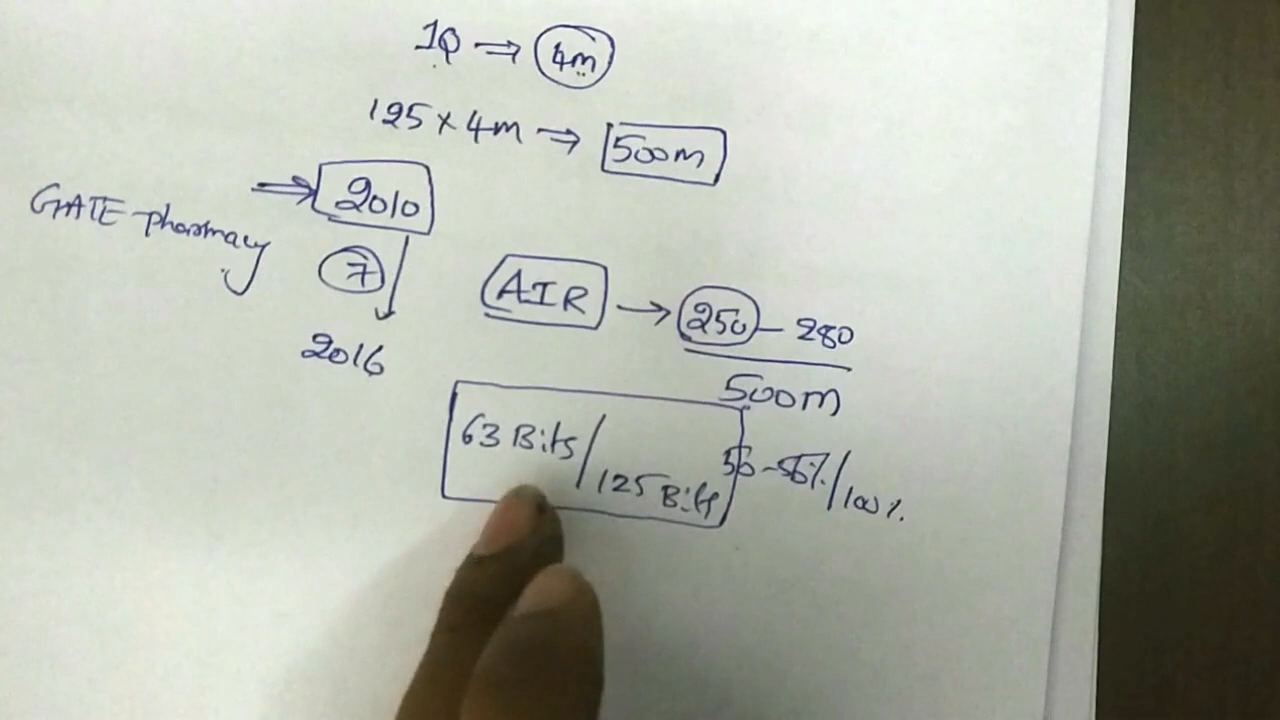 1Q ⇒ 4m
125 × 4m ⇒ 500m
GATE-pharmacy ⇒ 2010
7
2016
AIR → 250 – 280
500m
63 Bits / 125 Bits
50 - 55% / 100%.